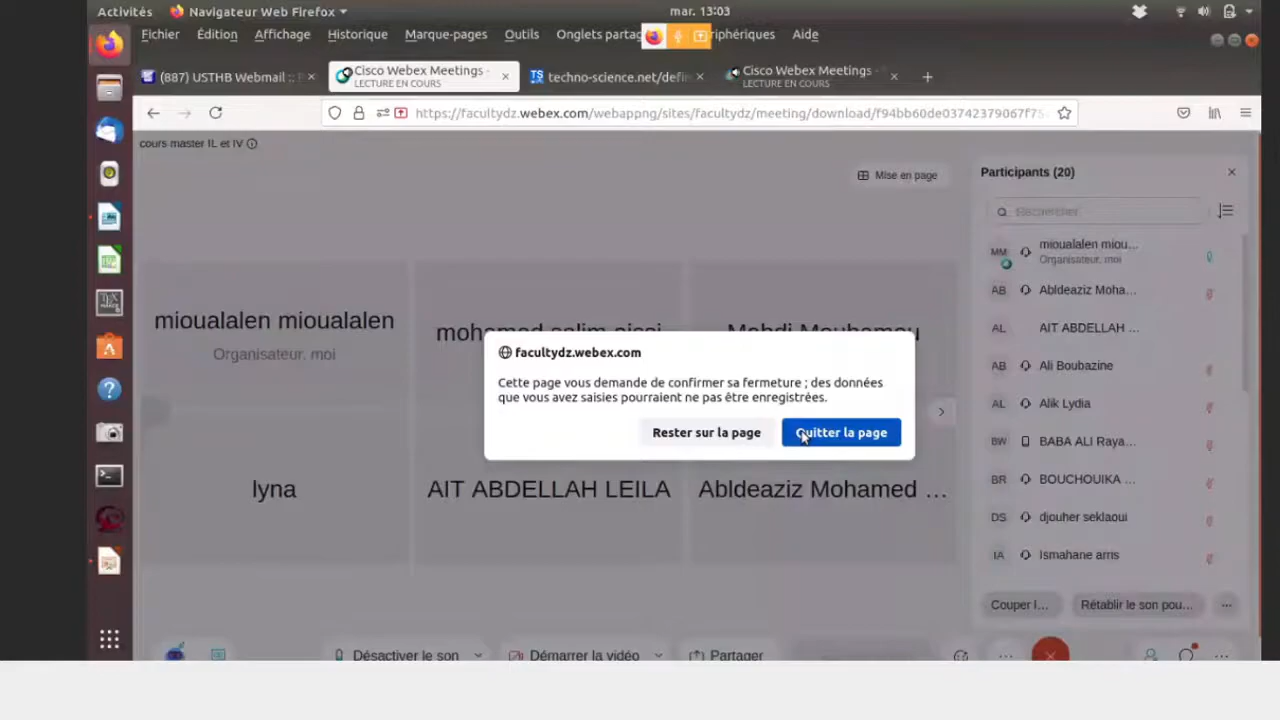 Activités Navigateur Web Firefox mar. 13:03
Fichier Édition Affichage Historique Marque-pages Outils Onglets partag riphériques Aide
(887) USTHB Webmail :: B
Cisco Webex Meetings -
LECTURE EN COURS
techno-science.net/defi
Cisco Webex Meetings -
LECTURE EN COURS
https://facultydz.webex.com/webappng/sites/facultydz/meeting/download/f94bb60de03742379067f75
cours master IL et IV
Mise en page
Participants (20)
Rechercher
MM mioualalen miou...
Organisateur. moi
AB Abldeaziz Moha...
AL AIT ABDELLAH ...
AB Ali Boubazine
AL Alik Lydia
BW BABA ALI Raya...
BR BOUCHOUIKA ...
DS djouher seklaoui
IA Ismahane arris
Couper l... Rétablir le son pou... ...
mioualalen mioualalen
Organisateur. moi
lyna
AIT ABDELLAH LEILA
Abldeaziz Mohamed ...
facultydz.webex.com
Cette page vous demande de confirmer sa fermeture ; des données
que vous avez saisies pourraient ne pas être enregistrées.
Rester sur la page Quitter la page
Désactiver le son Démarrer la vidéo Partager